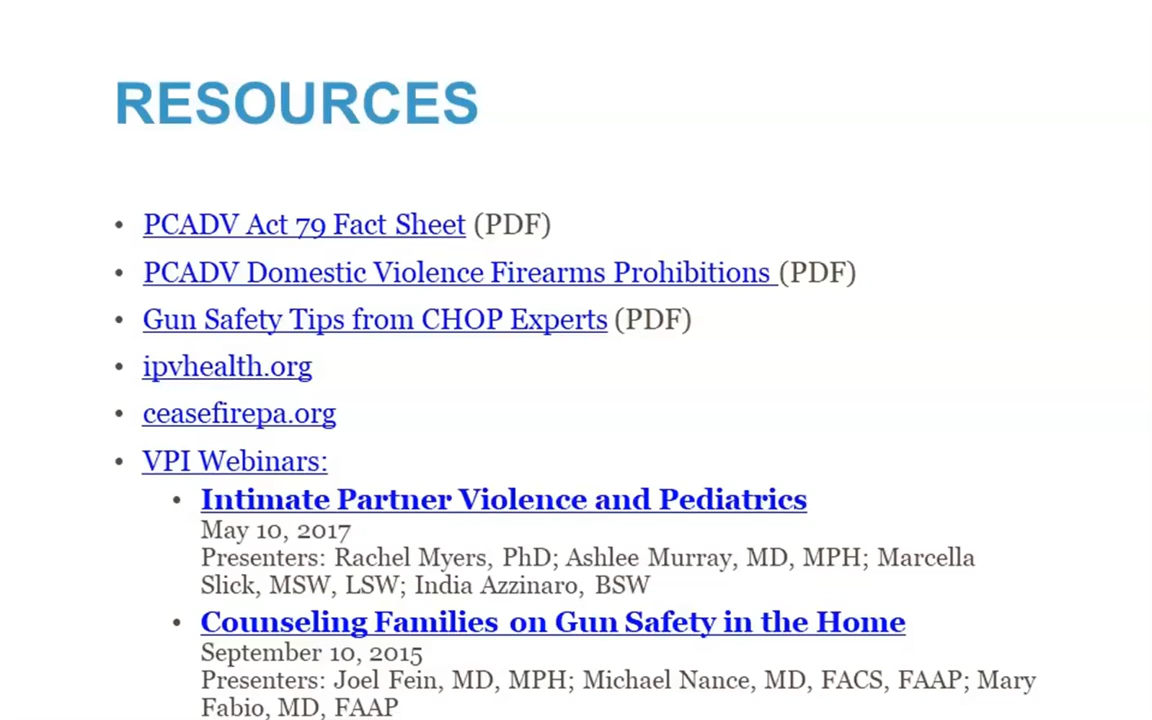 RESOURCES
• PCADV Act 79 Fact Sheet (PDF)
• PCADV Domestic Violence Firearms Prohibitions (PDF)
• Gun Safety Tips from CHOP Experts (PDF)
• ipvhealth.org
• ceasefirepa.org
• VPI Webinars:
• Intimate Partner Violence and Pediatrics
May 10, 2017
Presenters: Rachel Myers, PhD; Ashlee Murray, MD, MPH; Marcella
Slick, MSW, LSW; India Azzinaro, BSW
• Counseling Families on Gun Safety in the Home
September 10, 2015
Presenters: Joel Fein, MD, MPH; Michael Nance, MD, FACS, FAAP; Mary
Fabio, MD, FAAP